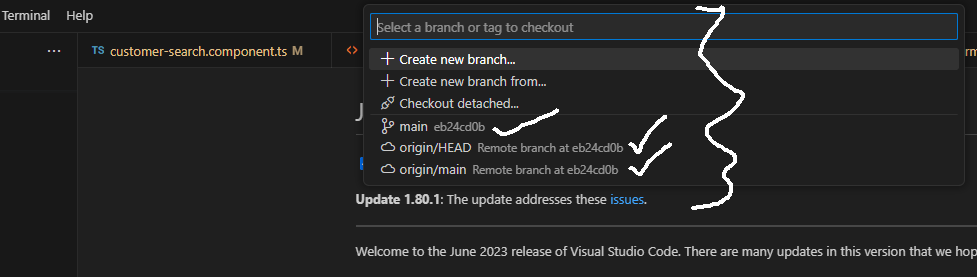 Terminal Help
Select a branch or tag to checkout
... TS customer-search.component.ts M <>
Create new branch...
Create new branch from...
Checkout detached...
main eb24cd0b
origin/HEAD Remote branch at eb24cd0b
origin/main Remote branch at eb24cd0b
Update 1.80.1: The update addresses these issues.
Welcome to the June 2023 release of Visual Studio Code. There are many updates in this version that we hop